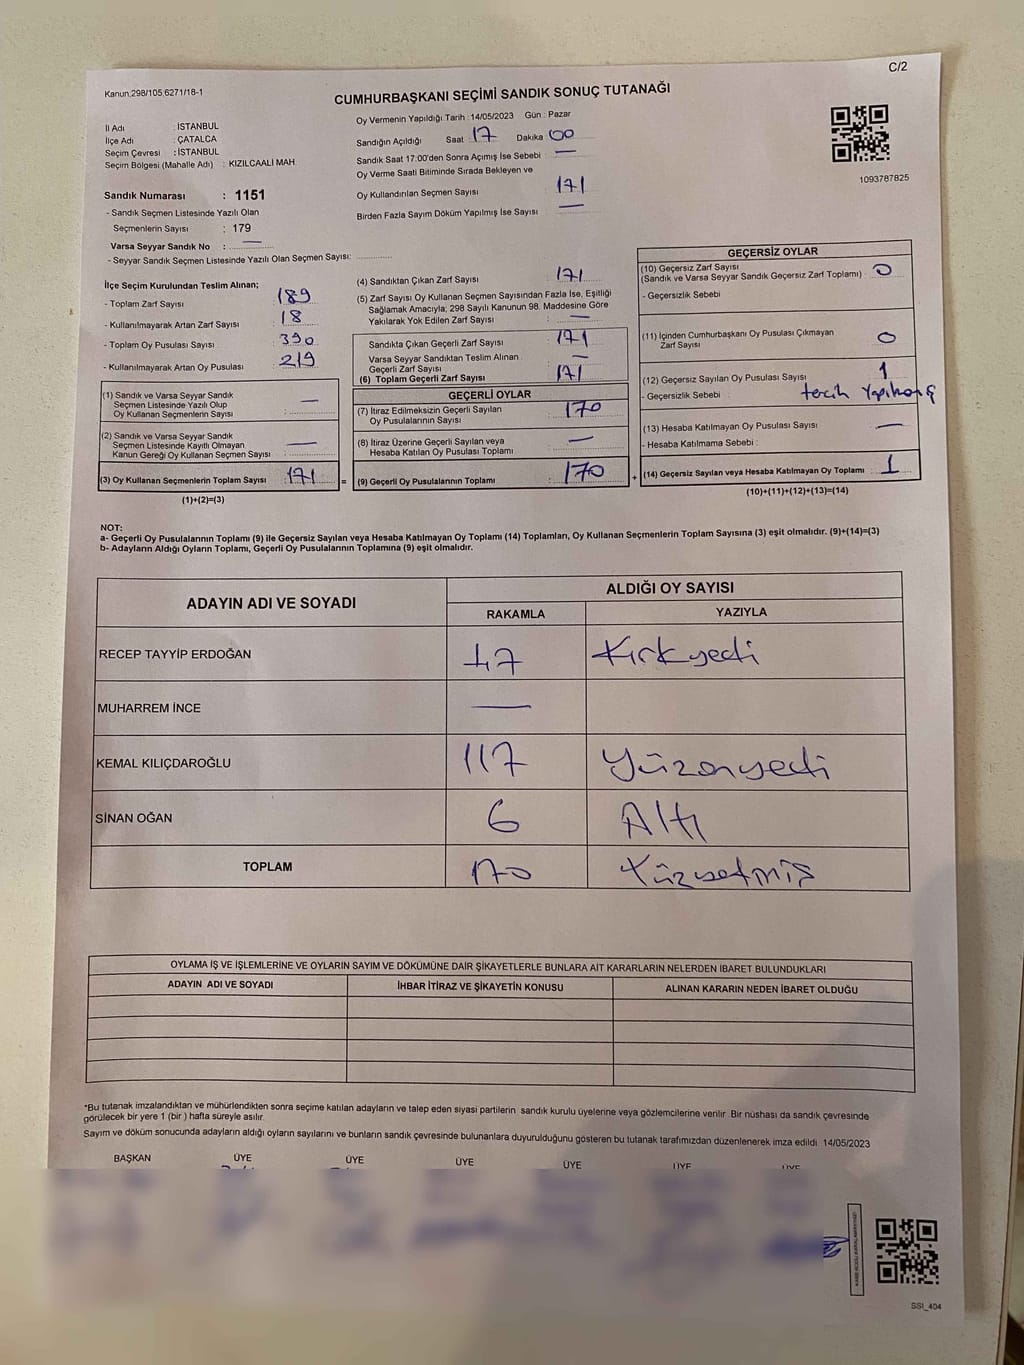 C/2
Kanun.298/105,6271/18-1
CUMHURBAŞKANI SEÇİMİ SANDIK SONUÇ TUTANAĞI
İl Adı : İSTANBUL
İlçe Adı : ÇATALCA
Seçim Çevresi : İSTANBUL
Seçim Bölgesi (Mahalle Adı) : KIZILCAALİ MAH.
Sandık Numarası : 1151
- Sandık Seçmen Listesinde Yazılı Olan
Seçmenlerin Sayısı : 179
Varsa Seyyar Sandık No : —
- Seyyar Sandık Seçmen Listesinde Yazılı Olan Seçmen Sayısı:
Oy Vermenin Yapıldığı Tarih : 14/05/2023 Gün : Pazar
Sandığın Açıldığı Saat 17 Dakika 00
Sandık Saat 17:00'den Sonra Açımış İse Sebebi —
Oy Verme Saati Bitiminde Sırada Bekleyen ve
Oy Kullandırılan Seçmen Sayısı 171
Birden Fazla Sayım Döküm Yapılmış İse Sayısı —
1093787825
İlçe Seçim Kurulundan Teslim Alınan;
- Toplam Zarf Sayısı 189
- Kullanılmayarak Artan Zarf Sayısı 18
- Toplam Oy Pusulası Sayısı 390
- Kullanılmayarak Artan Oy Pusulası 219
(1) Sandık ve Varsa Seyyar Sandık
Seçmen Listesinde Yazılı Olup
Oy Kullanan Seçmenlerin Sayısı : —
(2) Sandık ve Varsa Seyyar Sandık
Seçmen Listesinde Kayıtlı Olmayan
Kanun Gereği Oy Kullanan Seçmen Sayısı : —
(3) Oy Kullanan Seçmenlerin Toplam Sayısı : 171 =
(1)+(2)=(3)
(4) Sandıktan Çıkan Zarf Sayısı 171
(5) Zarf Sayısı Oy Kullanan Seçmen Sayısından Fazla İse, Eşitliği
Sağlamak Amacıyla; 298 Sayılı Kanunun 98. Maddesine Göre
Yakılarak Yok Edilen Zarf Sayısı : —
Sandıkta Çıkan Geçerli Zarf Sayısı : 171
Varsa Seyyar Sandıktan Teslim Alınan
Geçerli Zarf Sayısı : —
(6) Toplam Geçerli Zarf Sayısı : 171
GEÇERLİ OYLAR
(7) İtiraz Edilmeksizin Geçerli Sayılan
Oy Pusulalarının Sayısı : 170
(8) İtiraz Üzerine Geçerli Sayılan veya
Hesaba Katılan Oy Pusulası Toplamı : —
(9) Geçerli Oy Pusulalarının Toplamı : 170 +
GEÇERSİZ OYLAR
(10) Geçersiz Zarf Sayısı
(Sandık ve Varsa Seyyar Sandık Geçersiz Zarf Toplamı) : 0
- Geçersizlik Sebebi
(11) İçinden Cumhurbaşkanı Oy Pusulası Çıkmayan
Zarf Sayısı 0
(12) Geçersiz Sayılan Oy Pusulası Sayısı : 1
- Geçersizlik Sebebi : tercih
(13) Hesaba Katılmayan Oy Pusulası Sayısı : —
- Hesaba Katılmama Sebebi :
(14) Geçersiz Sayılan veya Hesaba Katılmayan Oy Toplamı : 1
(10)+(11)+(12)+(13)=(14)
NOT:
a- Geçerli Oy Pusulalarının Toplamı (9) ile Geçersiz Sayılan veya Hesaba Katılmayan Oy Toplamı (14) Toplamları, Oy Kullanan Seçmenlerin Toplam Sayısına (3) eşit olmalıdır. (9)+(14)=(3)
b- Adayların Aldığı Oyların Toplamı, Geçerli Oy Pusulalarının Toplamına (9) eşit olmalıdır.
ADAYIN ADI VE SOYADI
ALDIĞI OY SAYISI
RAKAMLA YAZIYLA
RECEP TAYYİP ERDOĞAN 47 Kırkyedi
MUHARREM İNCE —
KEMAL KILIÇDAROĞLU 117 Yüzonyedi
SİNAN OĞAN 6 Altı
TOPLAM 170 Yüzyetmiş
OYLAMA İŞ VE İŞLEMLERİNE VE OYLARIN SAYIM VE DÖKÜMÜNE DAİR ŞİKAYETLERLE BUNLARA AİT KARARLARIN NELERDEN İBARET BULUNDUKLARI
ADAYIN ADI VE SOYADI İHBAR İTİRAZ VE ŞİKAYETİN KONUSU ALINAN KARARIN NEDEN İBARET OLDUĞU
*Bu tutanak imzalandıktan ve mühürlendikten sonra seçime katılan adayların ve talep eden siyasi partilerin sandık kurulu üyelerine veya gözlemcilerine verilir. Bir nüshası da sandık çevresinde
görülecek bir yere 1 (bir ) hafta süreyle asılır.
Sayım ve döküm sonucunda adayların aldığı oyların sayılarını ve bunların sandık çevresinde bulunanlara duyurulduğunu gösteren bu tutanak tarafımızdan düzenlenerek imza edildi. 14/05/2023
BAŞKAN ÜYE ÜYE ÜYE ÜYE ÜYE ÜYE
SSI_404